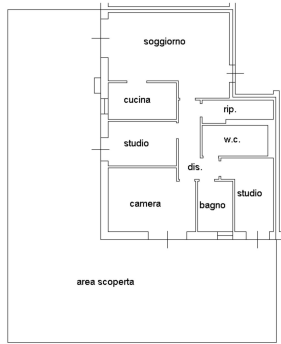 soggiorno
cucina
rip.
studio
w.c.
dis.
camera
bagno
studio
area scoperta